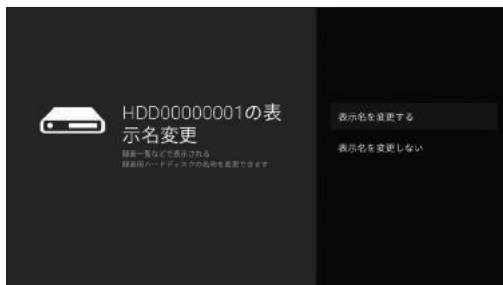 HDD00000001の表
示名変更
録画一覧などで表示される
録画用ハードディスクの名称を変更できます
表示名を変更する
表示名を変更しない